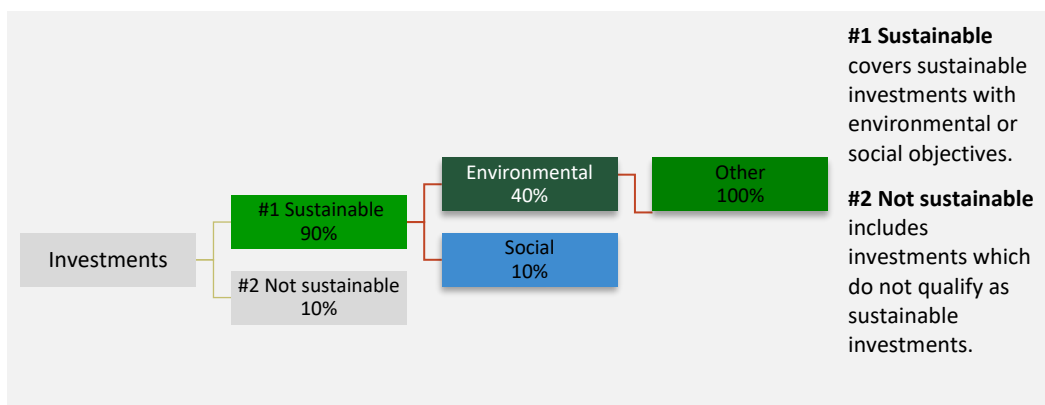 Investments
#1 Sustainable
90%
#2 Not sustainable
10%
Environmental
40%
Social
10%
Other
100%
#1 Sustainable
covers sustainable
investments with
environmental or
social objectives.
#2 Not sustainable
includes
investments which
do not qualify as
sustainable
investments.